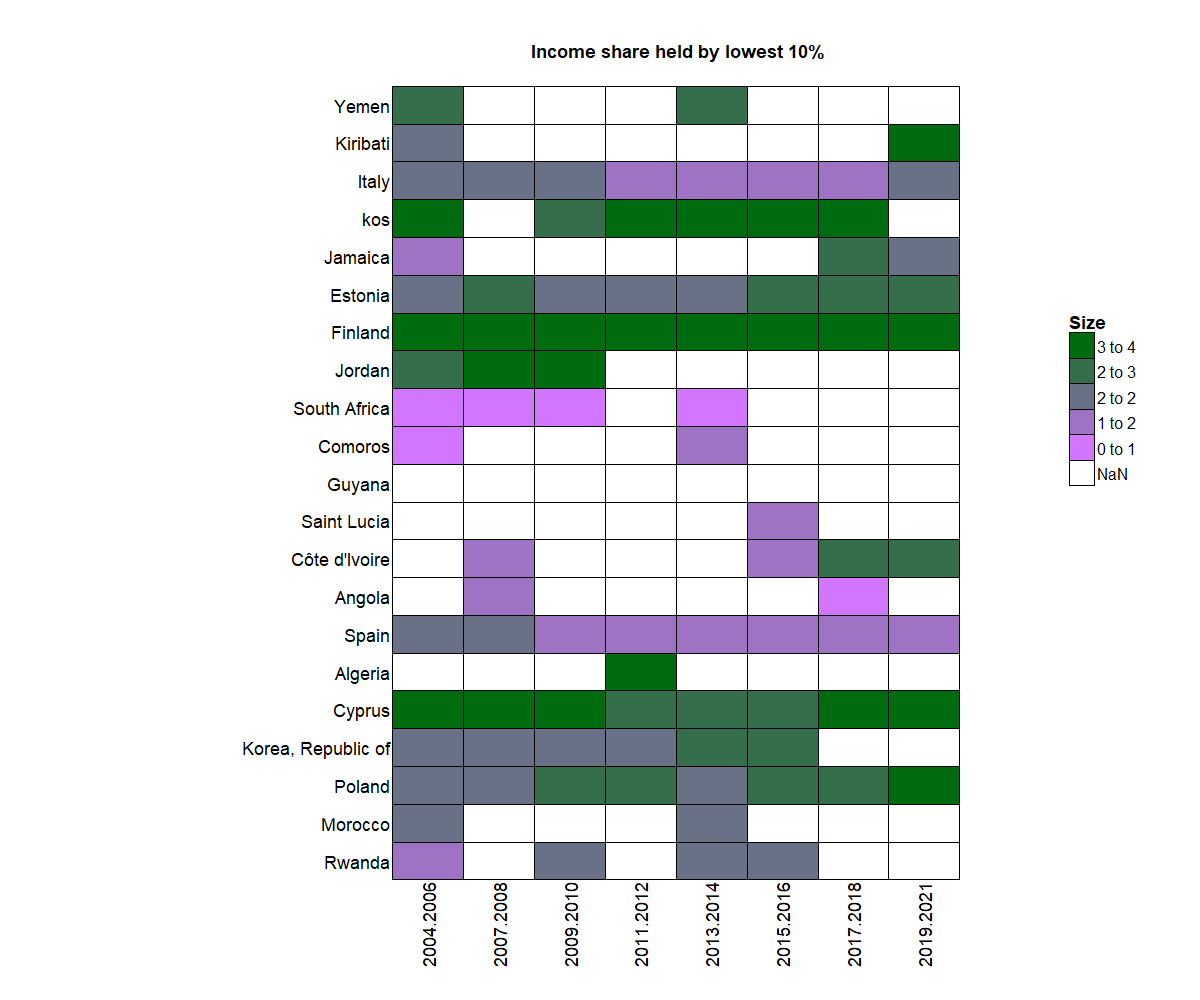 Income share held by lowest 10%
Yemen
Kiribati
Italy
kos
Jamaica
Estonia
Finland
Jordan
South Africa
Comoros
Guyana
Saint Lucia
Côte d'Ivoire
Angola
Spain
Algeria
Cyprus
Korea, Republic of
Poland
Morocco
Rwanda
2004.2006
2007.2008
2009.2010
2011.2012
2013.2014
2015.2016
2017.2018
2019.2021
Size
3 to 4
2 to 3
2 to 2
1 to 2
0 to 1
NaN